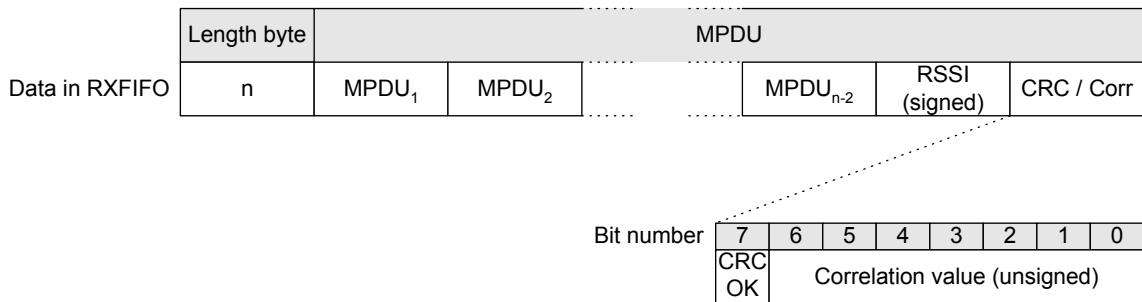 Length byte MPDU
Data in RXFIFO n MPDU1 MPDU2 MPDUn-2 RSSI (signed) CRC / Corr
Bit number 7 6 5 4 3 2 1 0
CRC OK Correlation value (unsigned)